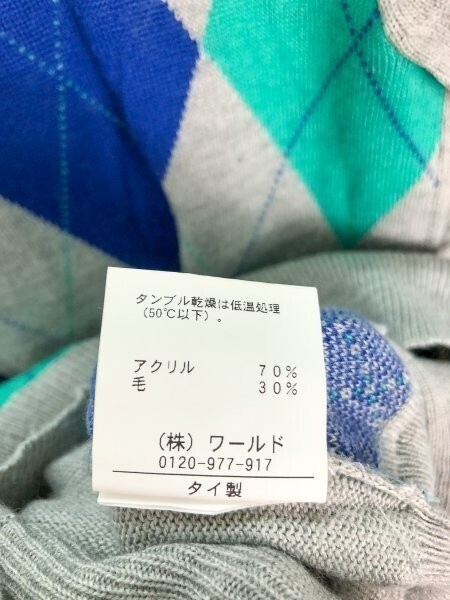 タンブル乾燥は低温処理
(50℃以下)。
アクリル 70%
毛 30%
(株)ワールド
0120-977-917
タイ製